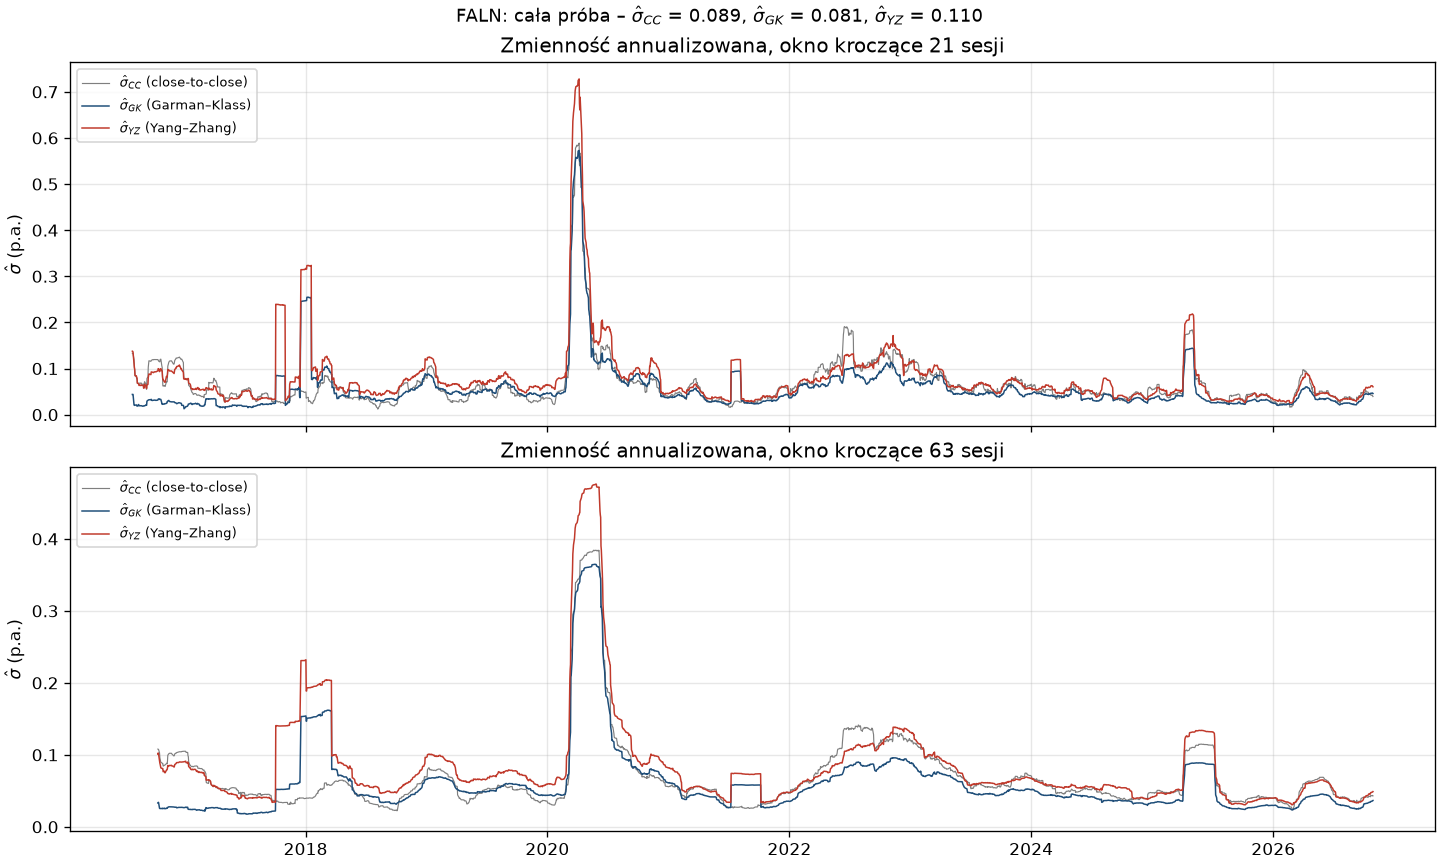 FALN: cała próba – σ̂_CC = 0.089, σ̂_GK = 0.081, σ̂_YZ = 0.110
Zmienność annualizowana, okno kroczące 21 sesji
σ̂_CC (close-to-close)
σ̂_GK (Garman–Klass)
σ̂_YZ (Yang–Zhang)
0.7
0.6
0.5
0.4
0.3
0.2
0.1
0.0
σ̂ (p.a.)
Zmienność annualizowana, okno kroczące 63 sesji
σ̂_CC (close-to-close)
σ̂_GK (Garman–Klass)
σ̂_YZ (Yang–Zhang)
0.4
0.3
0.2
0.1
0.0
σ̂ (p.a.)
2018 2020 2022 2024 2026